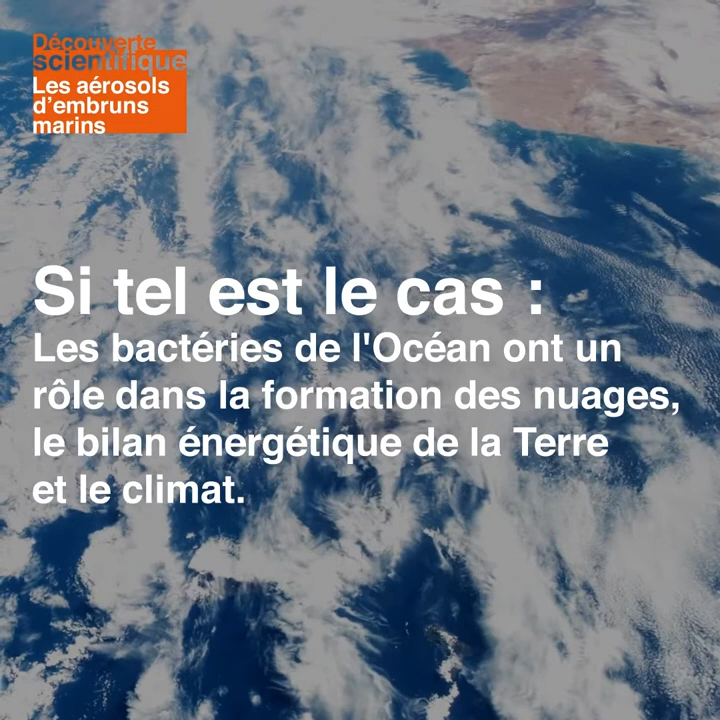 Découverte
scientifique
Les aérosols
d'embruns
marins
Si tel est le cas :
Les bactéries de l'Océan ont un
rôle dans la formation des nuages,
le bilan énergétique de la Terre
et le climat.